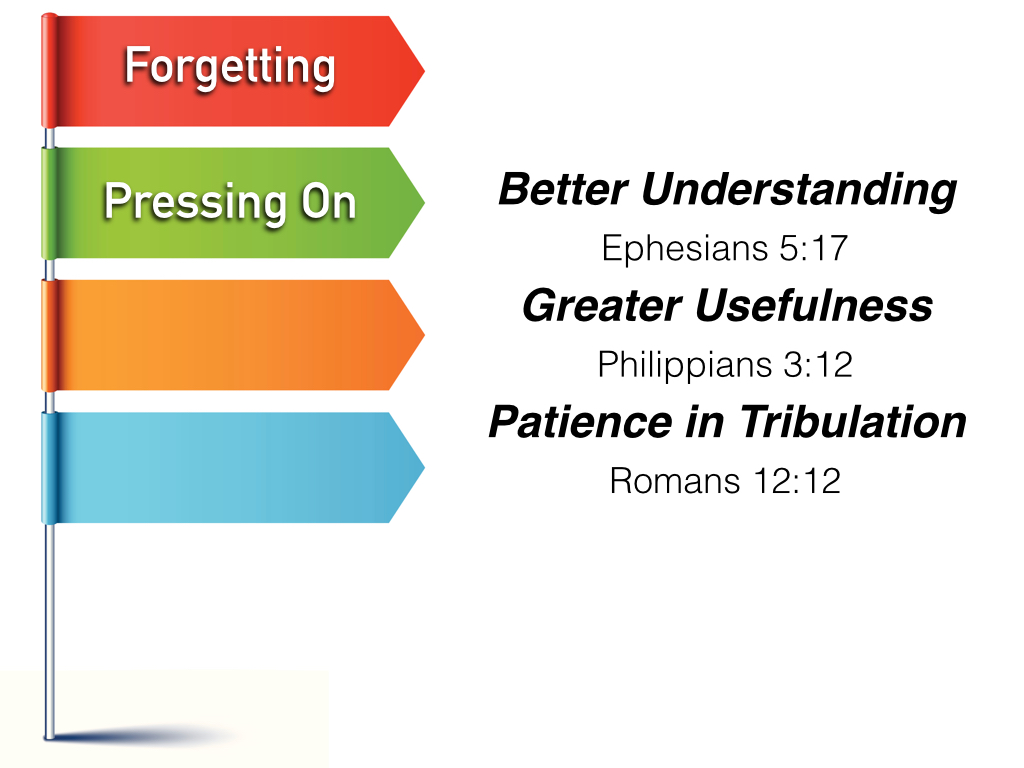 Forgetting
Pressing On
Better Understanding
Ephesians 5:17
Greater Usefulness
Philippians 3:12
Patience in Tribulation
Romans 12:12